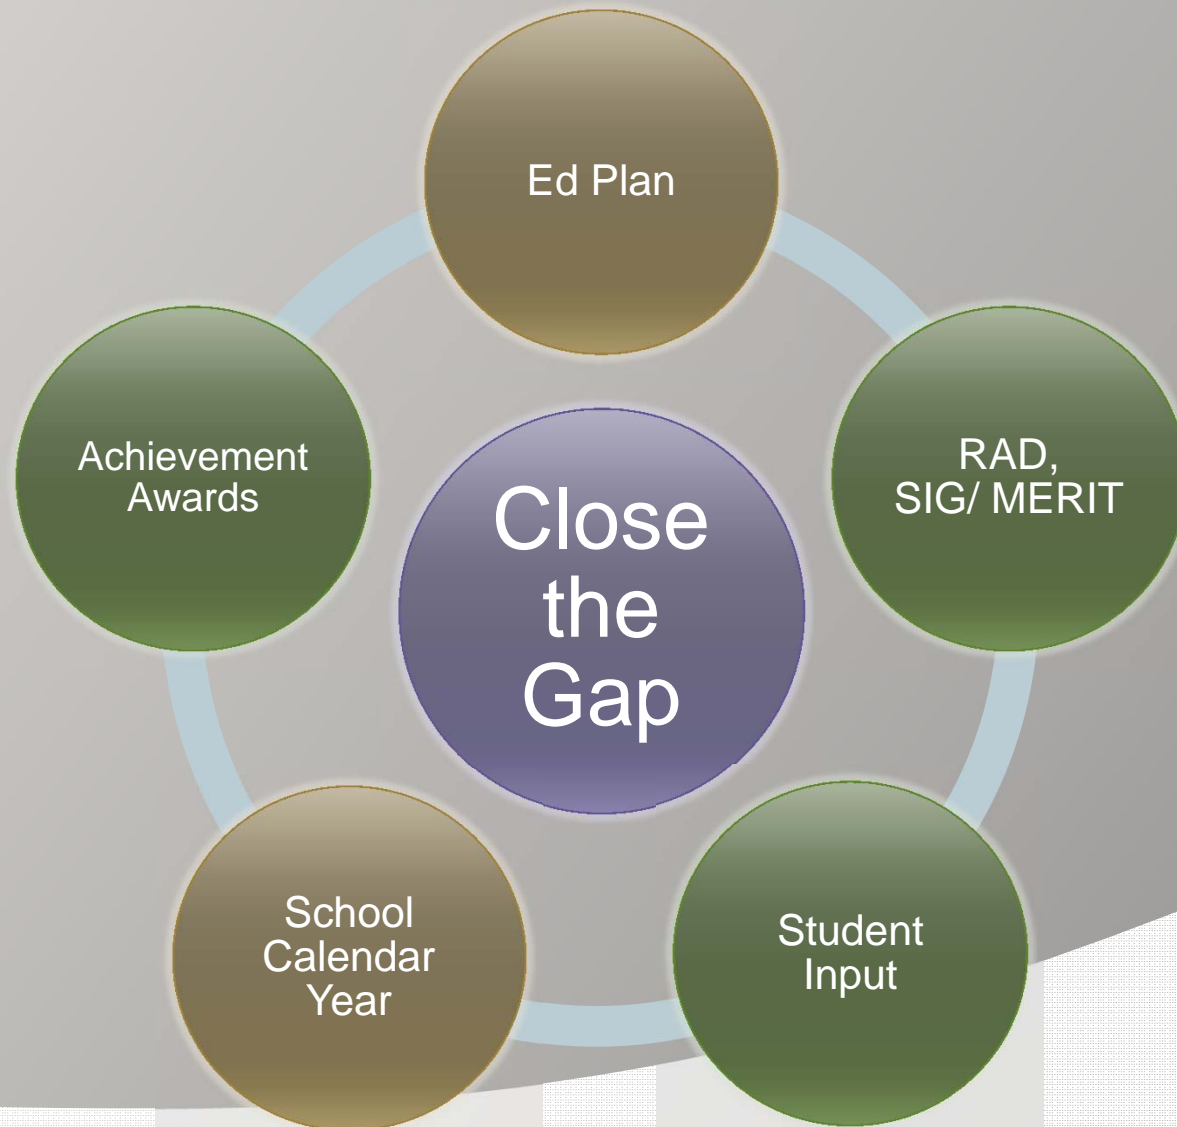 Ed Plan
RAD,
SIG/ MERIT
Student
Input
School
Calendar
Year
Achievement
Awards
Close
the
Gap